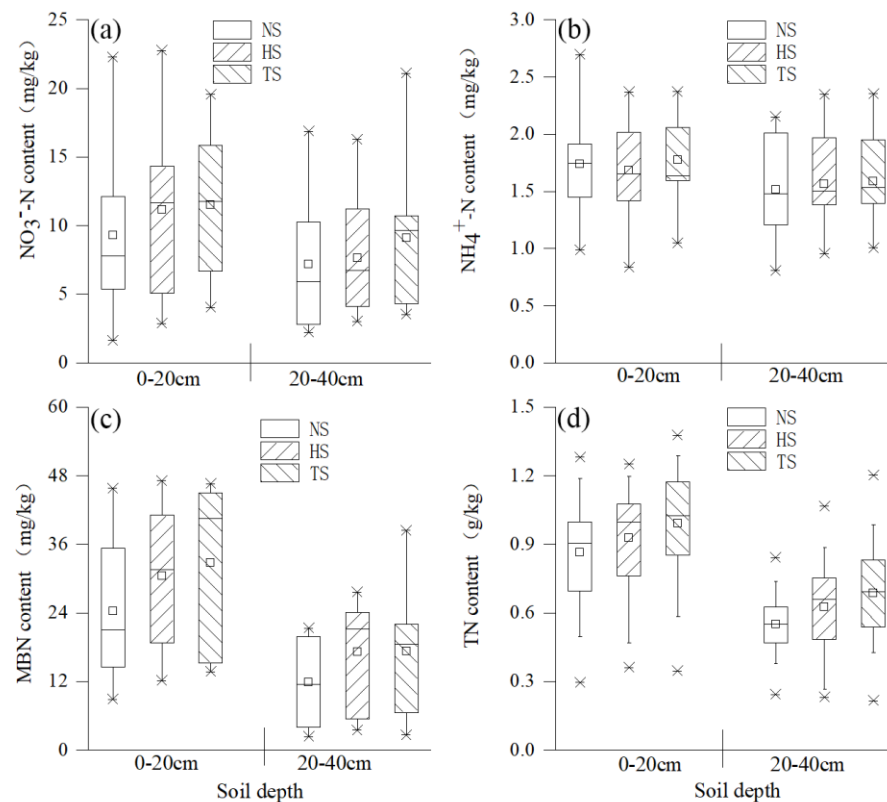 (a)
NS
HS
TS
NO₃⁻-N content（mg/kg）
25
20
15
10
5
0
0-20cm
20-40cm
(b)
NS
HS
TS
NH₄⁺-N content（mg/kg）
3.0
2.5
2.0
1.5
1.0
0.5
0.0
0-20cm
20-40cm
(c)
NS
HS
TS
MBN content（mg/kg）
60
48
36
24
12
0
0-20cm
20-40cm
Soil depth
(d)
NS
HS
TS
TN content（g/kg）
1.5
1.2
0.9
0.6
0.3
0.0
0-20cm
20-40cm
Soil depth